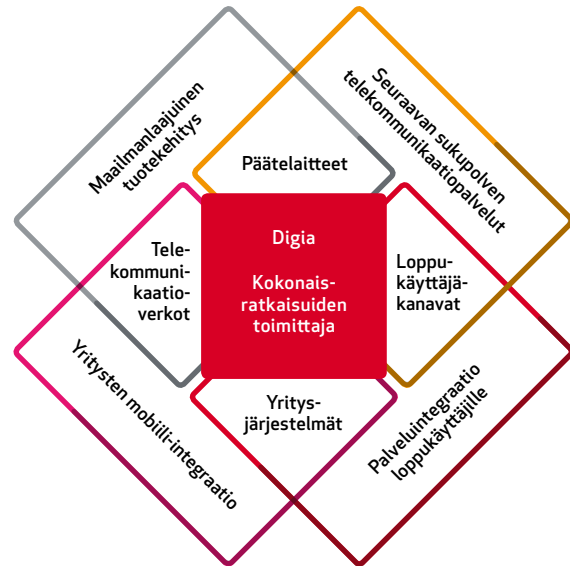 Maailmanlaajuinen
tuotekehitys
Seuraavan sukupolven
telekommunikaatiopalvelut
Päätelaitteet
Tele-
kommuni-
kaatio-
verkot
Digia
Kokonais-
ratkaisuiden
toimittaja
Loppu-
käyttäjä-
kanavat
Yritys-
järjestelmät
Yritysten mobiili-integraatio
Palveluintegraatio
loppukäyttäjille